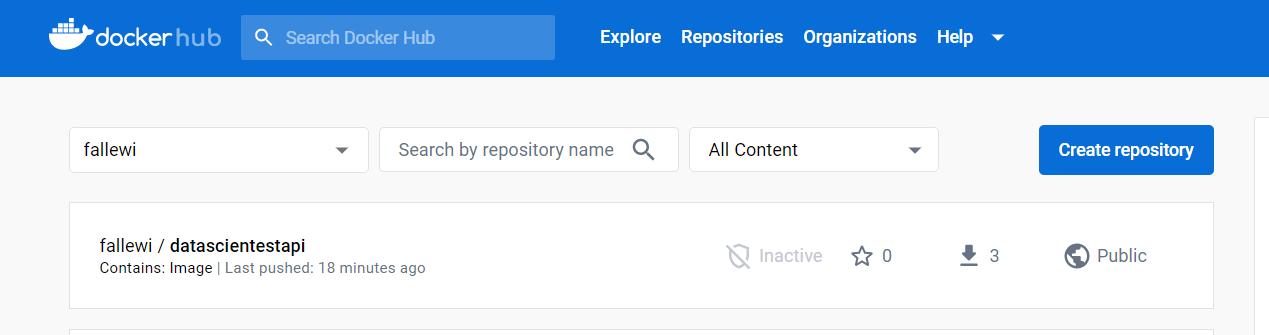 docker hub Search Docker Hub Explore Repositories Organizations Help
fallewi Search by repository name All Content Create repository
fallewi / datascientestapi
Contains: Image | Last pushed: 18 minutes ago
Inactive 0 3 Public